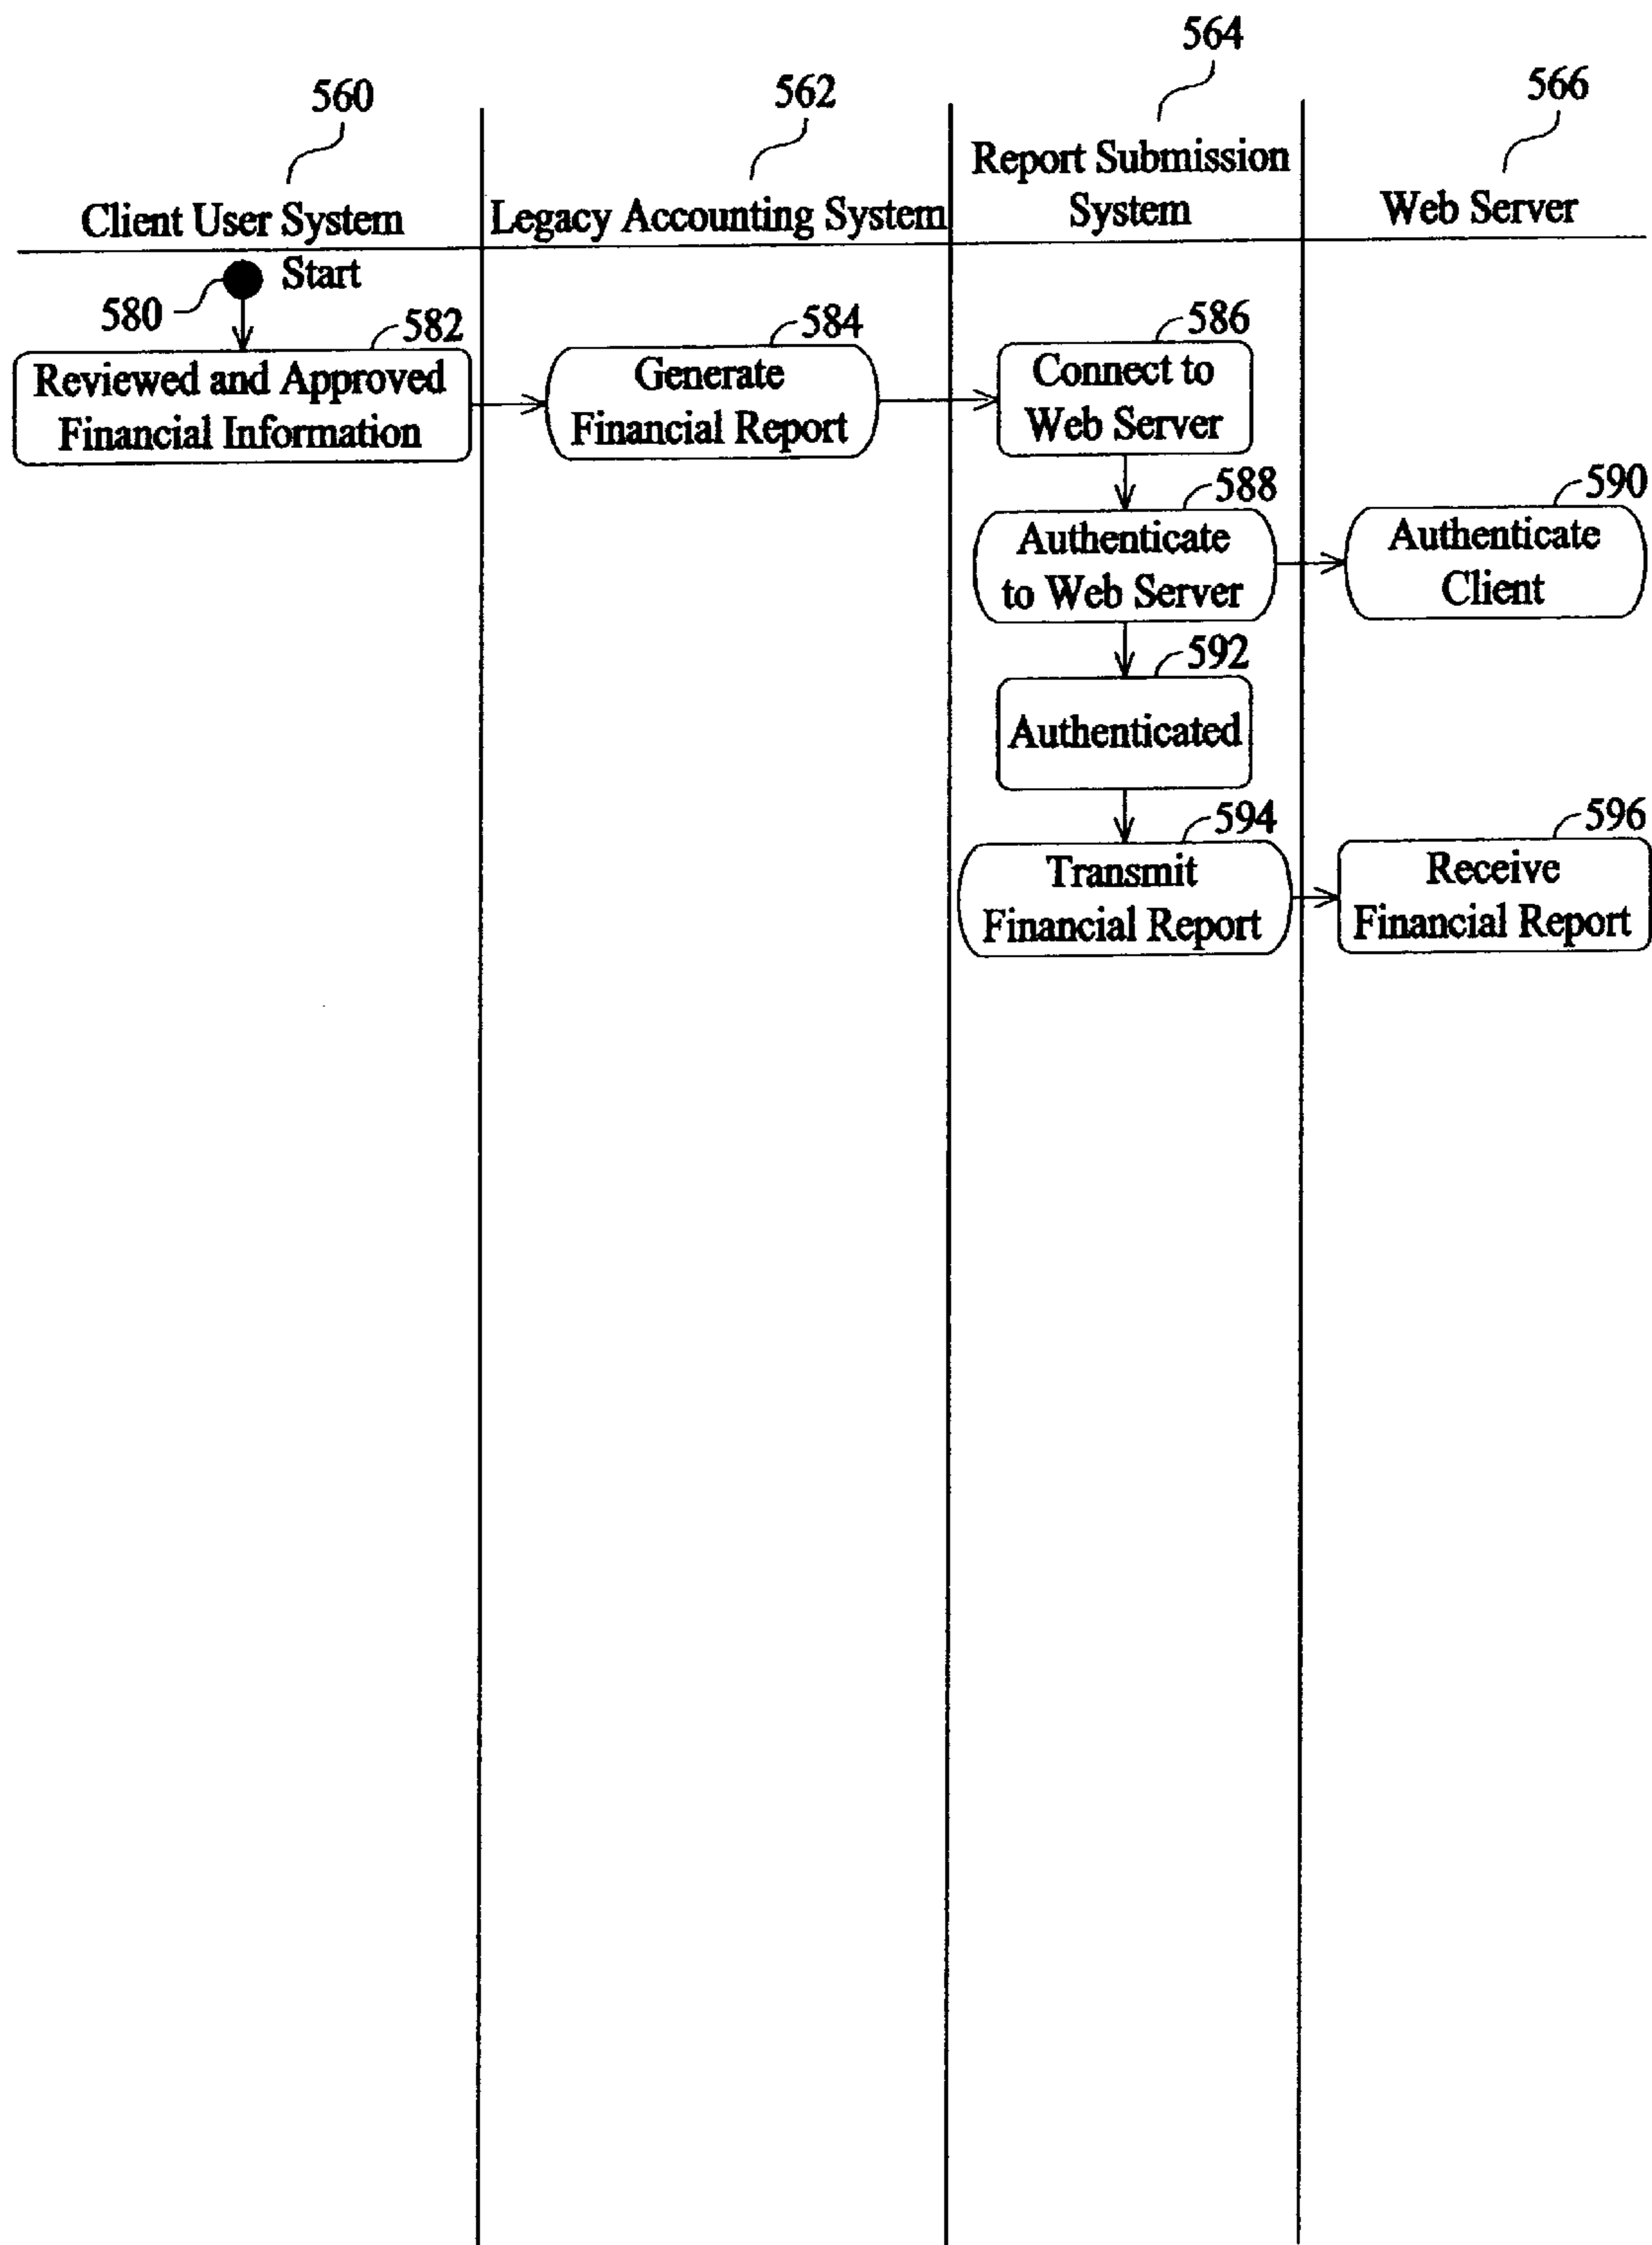 560
562
564
566
Client User System
Legacy Accounting System
Report Submission
System
Web Server
580
Start
582
Reviewed and Approved
Financial Information
584
Generate
Financial Report
586
Connect to
Web Server
588
Authenticate
to Web Server
590
Authenticate
Client
592
Authenticated
594
Transmit
Financial Report
596
Receive
Financial Report